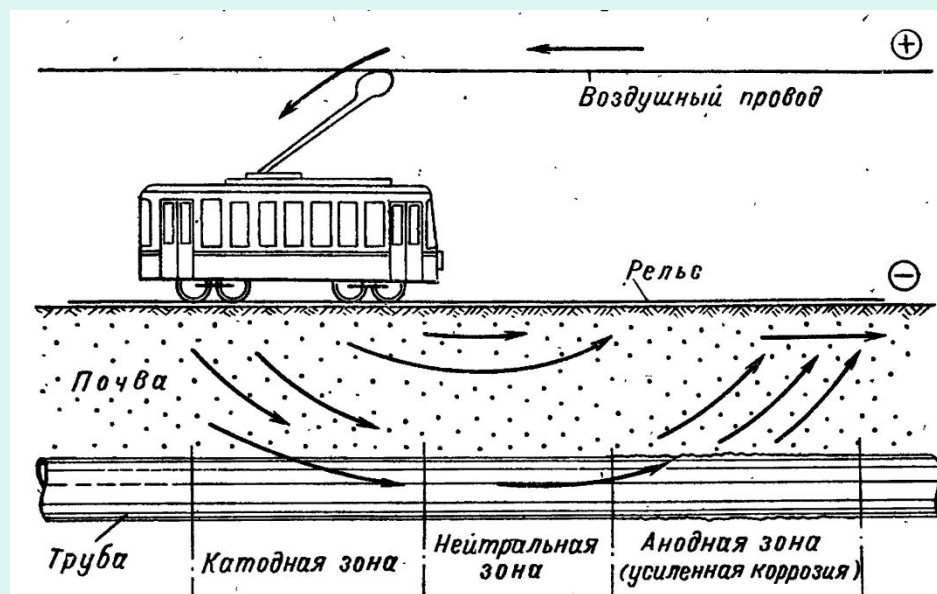 +
Воздушный провод
Рельс
−
Почва
Труба
Катодная зона
Нейтральная
зона
Анодная зона
(усиленная коррозия)